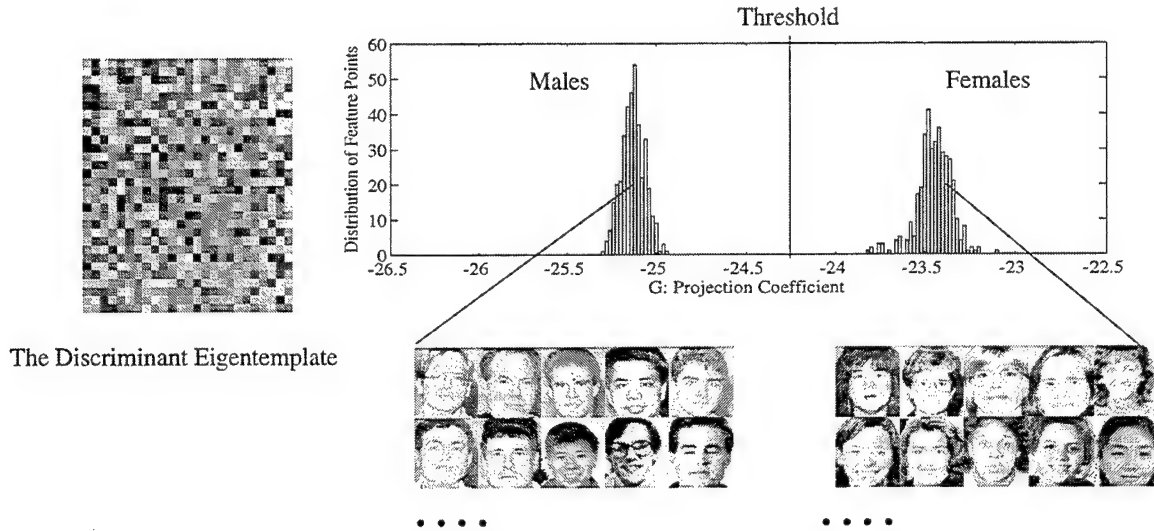 Threshold
Distribution of Feature Points
60
50
40
30
20
10
0
Males
Females
-26.5 -26 -25.5 -25 -24.5 -24 -23.5 -23 -22.5
G: Projection Coefficient
The Discriminant Eigentemplate